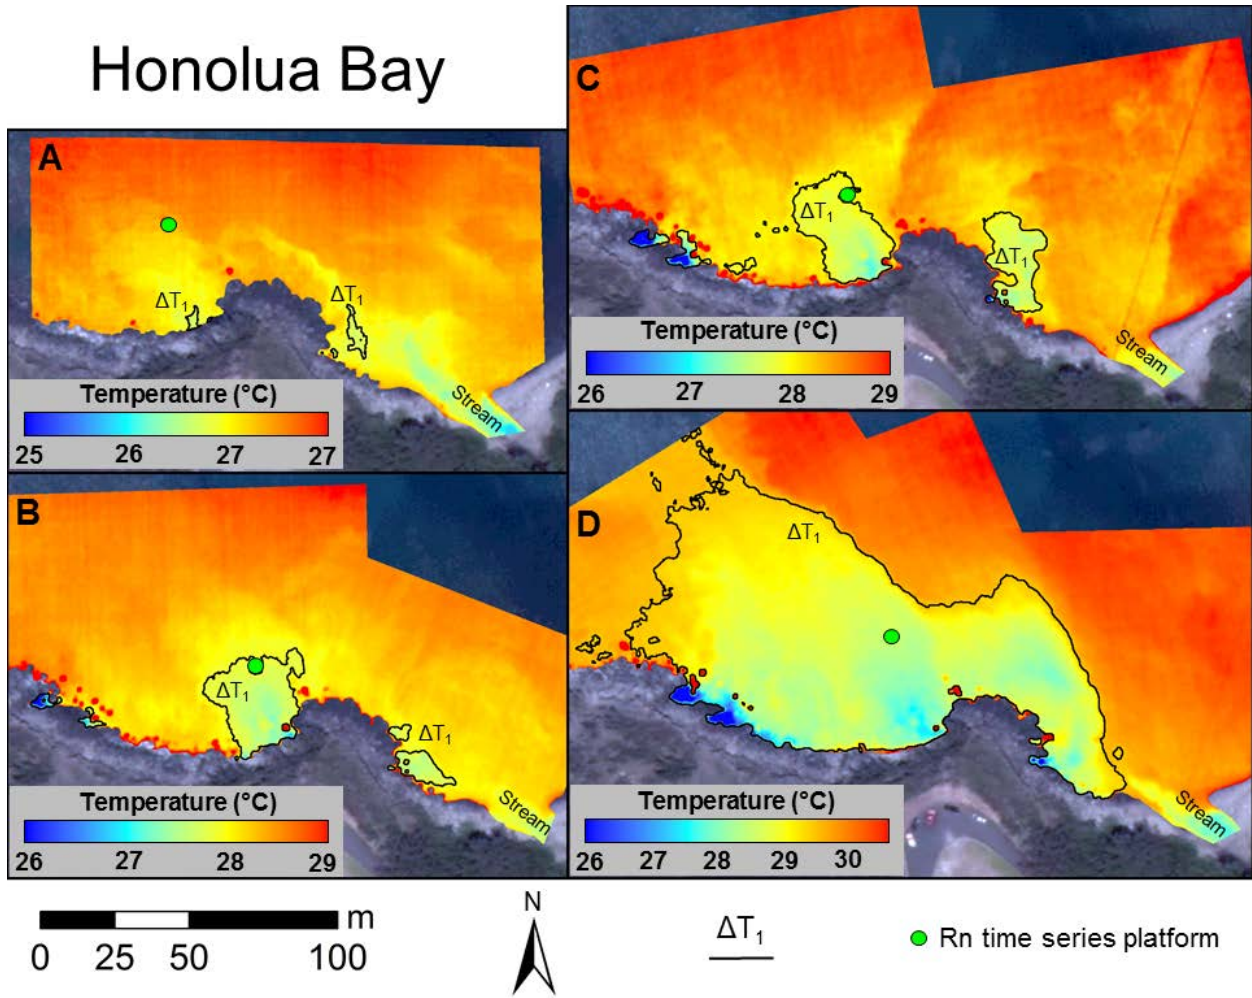 Honolua Bay
A
ΔT₁
ΔT₁
Stream
Temperature (°C)
25 26 27 27
B
ΔT₁
ΔT₁
Stream
Temperature (°C)
26 27 28 29
C
ΔT₁
ΔT₁
Stream
Temperature (°C)
26 27 28 29
D
ΔT₁
Stream
Temperature (°C)
26 27 28 29 30
m
0 25 50 100
N
ΔT₁
Rn time series platform